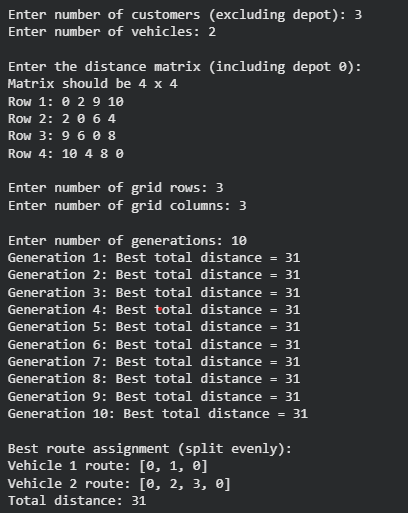 Enter number of customers (excluding depot): 3
Enter number of vehicles: 2
Enter the distance matrix (including depot 0):
Matrix should be 4 x 4
Row 1: 0 2 9 10
Row 2: 2 0 6 4
Row 3: 9 6 0 8
Row 4: 10 4 8 0
Enter number of grid rows: 3
Enter number of grid columns: 3
Enter number of generations: 10
Generation 1: Best total distance = 31
Generation 2: Best total distance = 31
Generation 3: Best total distance = 31
Generation 4: Best total distance = 31
Generation 5: Best total distance = 31
Generation 6: Best total distance = 31
Generation 7: Best total distance = 31
Generation 8: Best total distance = 31
Generation 9: Best total distance = 31
Generation 10: Best total distance = 31
Best route assignment (split evenly):
Vehicle 1 route: [0, 1, 0]
Vehicle 2 route: [0, 2, 3, 0]
Total distance: 31